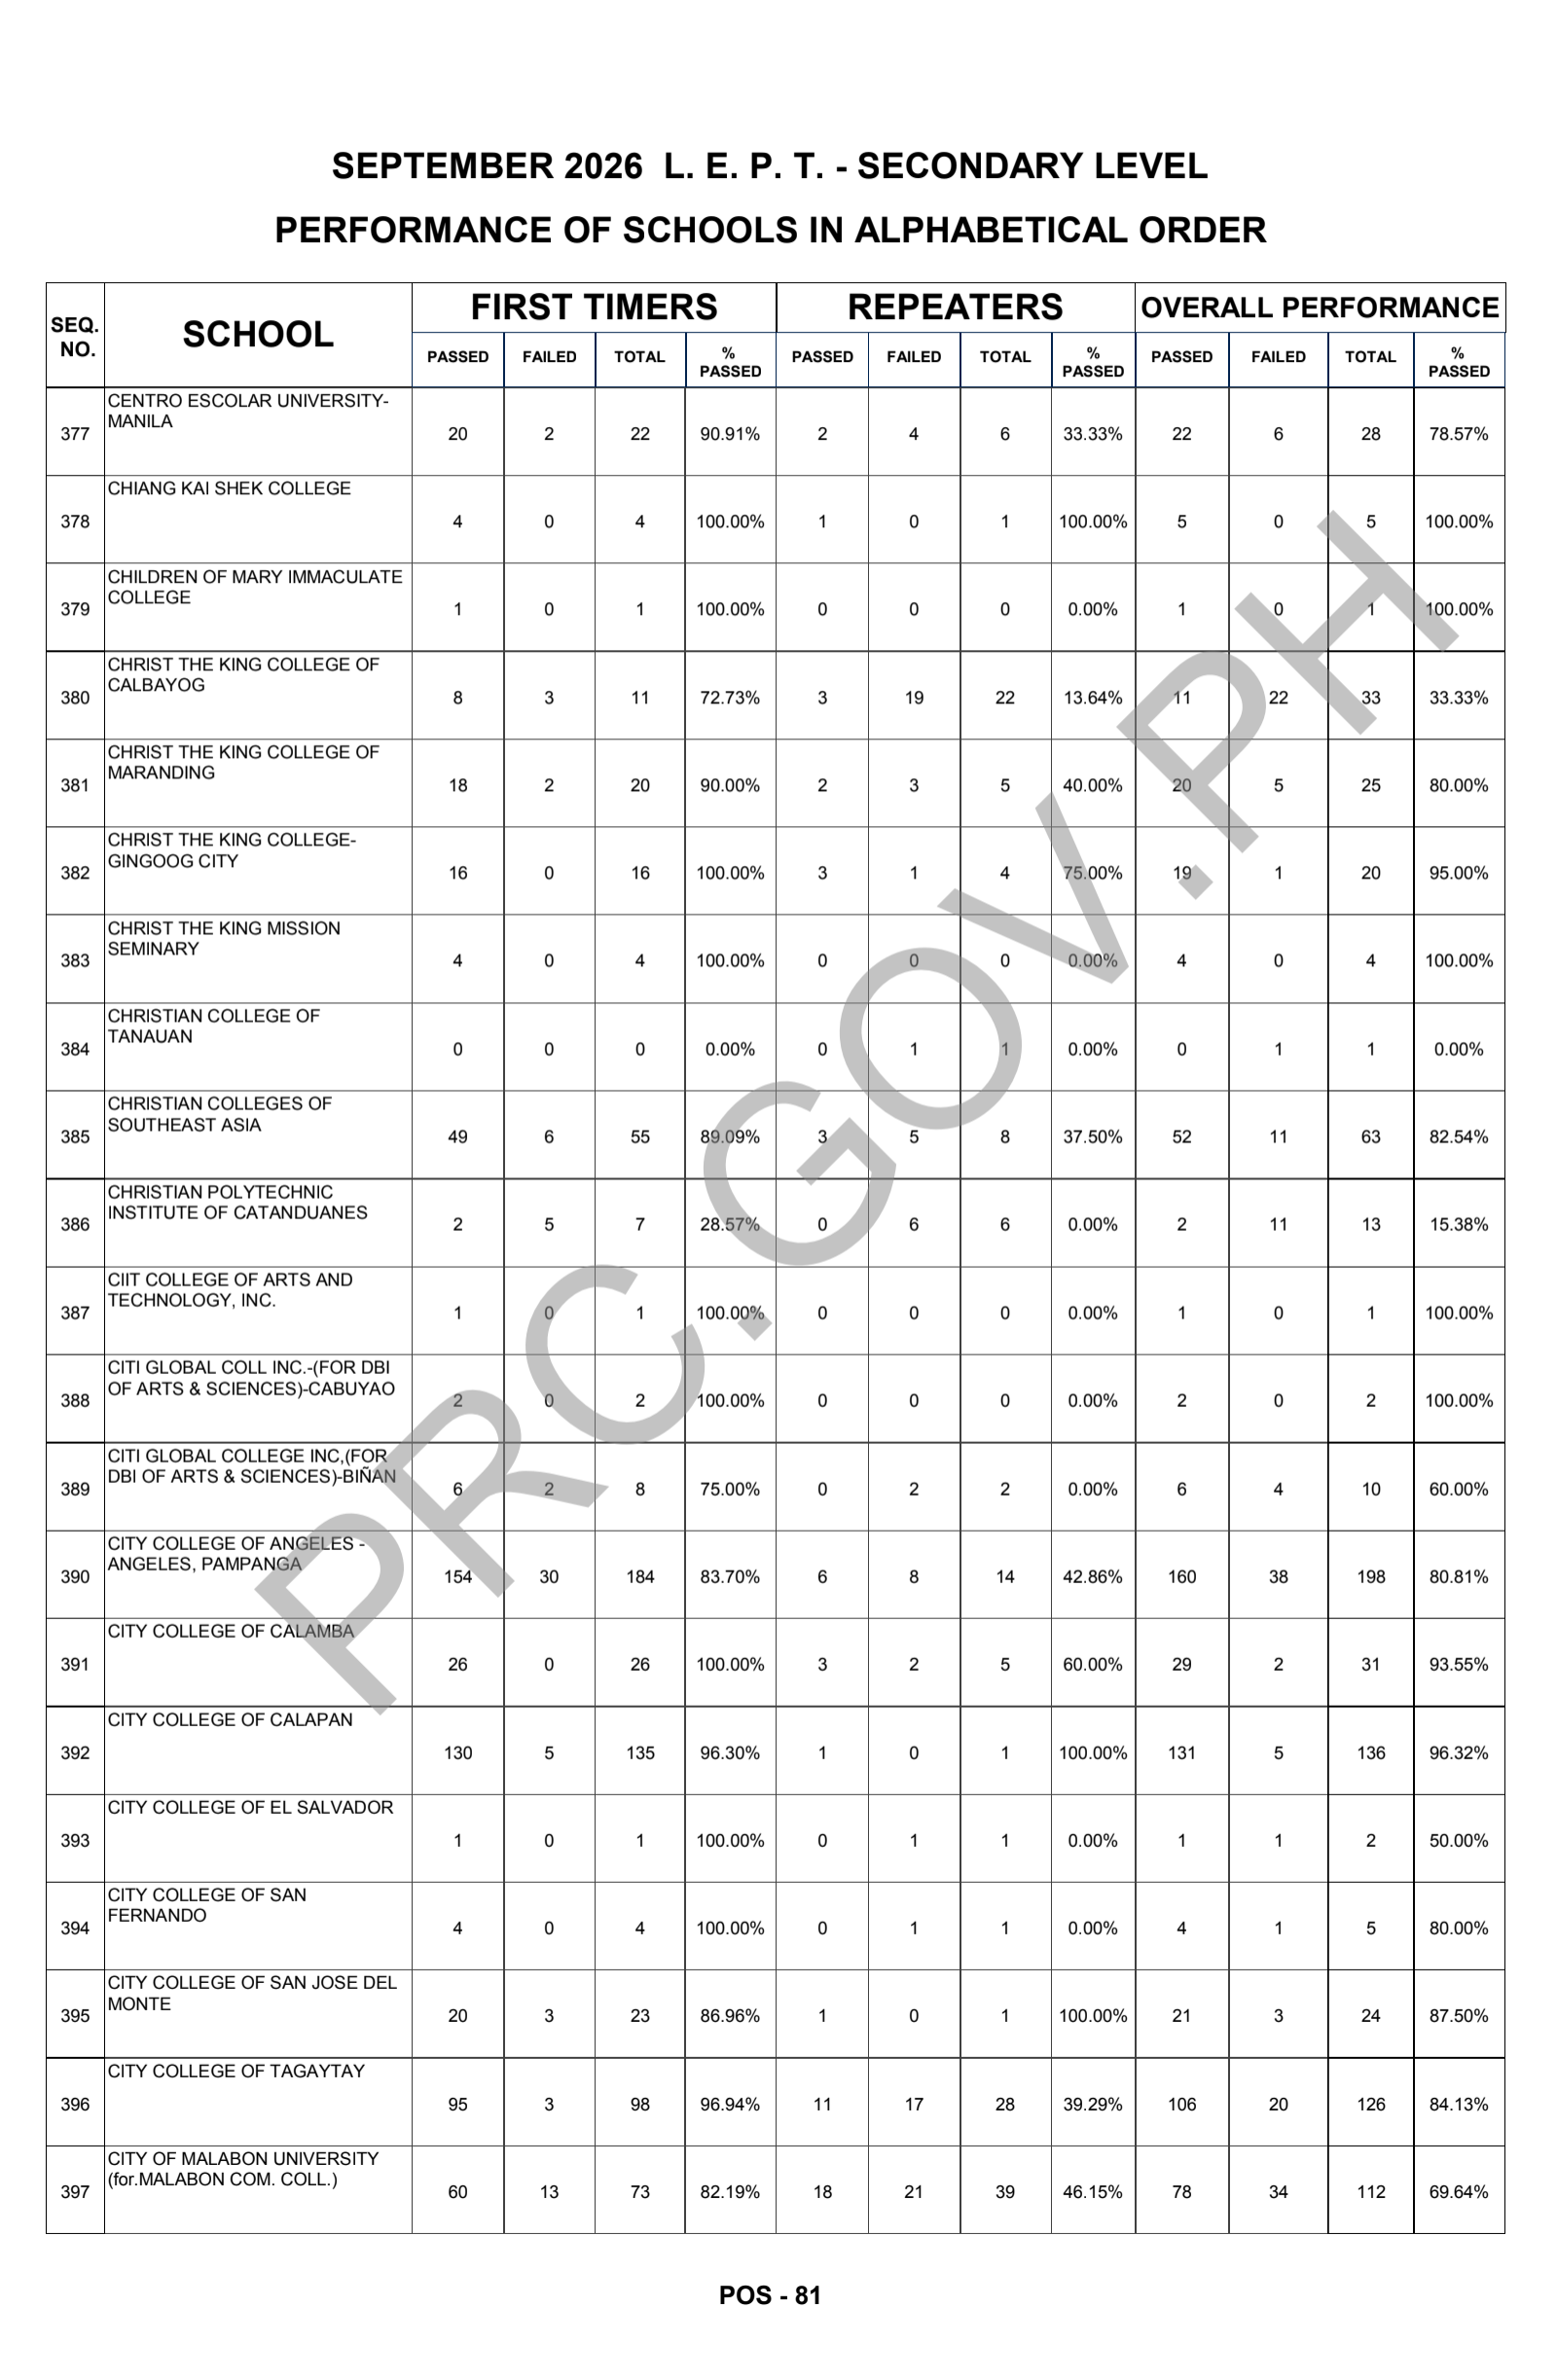 SEPTEMBER 2026 L. E. P. T. - SECONDARY LEVEL
PERFORMANCE OF SCHOOLS IN ALPHABETICAL ORDER
SEQ. NO. SCHOOL FIRST TIMERS REPEATERS OVERALL PERFORMANCE
PASSED FAILED TOTAL % PASSED PASSED FAILED TOTAL % PASSED PASSED FAILED TOTAL % PASSED
CENTRO ESCOLAR UNIVERSITY-
MANILA
377 20 2 22 90.91% 2 4 6 33.33% 22 6 28 78.57%
CHIANG KAI SHEK COLLEGE
378 4 0 4 100.00% 1 0 1 100.00% 5 0 5 100.00%
CHILDREN OF MARY IMMACULATE
COLLEGE
379 1 0 1 100.00% 0 0 0 0.00% 1 0 1 100.00%
CHRIST THE KING COLLEGE OF
CALBAYOG
380 8 3 11 72.73% 3 19 22 13.64% 11 22 33 33.33%
CHRIST THE KING COLLEGE OF
MARANDING
381 18 2 20 90.00% 2 3 5 40.00% 20 5 25 80.00%
CHRIST THE KING COLLEGE-
GINGOOG CITY
382 16 0 16 100.00% 3 1 4 75.00% 19 1 20 95.00%
CHRIST THE KING MISSION
SEMINARY
383 4 0 4 100.00% 0 0 0 0.00% 4 0 4 100.00%
CHRISTIAN COLLEGE OF
TANAUAN
384 0 0 0 0.00% 0 1 1 0.00% 0 1 1 0.00%
CHRISTIAN COLLEGES OF
SOUTHEAST ASIA
385 49 6 55 89.09% 3 5 8 37.50% 52 11 63 82.54%
CHRISTIAN POLYTECHNIC
INSTITUTE OF CATANDUANES
386 2 5 7 28.57% 0 6 6 0.00% 2 11 13 15.38%
CIIT COLLEGE OF ARTS AND
TECHNOLOGY, INC.
387 1 0 1 100.00% 0 0 0 0.00% 1 0 1 100.00%
CITI GLOBAL COLL INC.-(FOR DBI
OF ARTS & SCIENCES)-CABUYAO
388 2 0 2 100.00% 0 0 0 0.00% 2 0 2 100.00%
CITI GLOBAL COLLEGE INC,(FOR
DBI OF ARTS & SCIENCES)-BIÑAN
389 6 2 8 75.00% 0 2 2 0.00% 6 4 10 60.00%
CITY COLLEGE OF ANGELES -
ANGELES, PAMPANGA
390 154 30 184 83.70% 6 8 14 42.86% 160 38 198 80.81%
CITY COLLEGE OF CALAMBA
391 26 0 26 100.00% 3 2 5 60.00% 29 2 31 93.55%
CITY COLLEGE OF CALAPAN
392 130 5 135 96.30% 1 0 1 100.00% 131 5 136 96.32%
CITY COLLEGE OF EL SALVADOR
393 1 0 1 100.00% 0 1 1 0.00% 1 1 2 50.00%
CITY COLLEGE OF SAN
FERNANDO
394 4 0 4 100.00% 0 1 1 0.00% 4 1 5 80.00%
CITY COLLEGE OF SAN JOSE DEL
MONTE
395 20 3 23 86.96% 1 0 1 100.00% 21 3 24 87.50%
CITY COLLEGE OF TAGAYTAY
396 95 3 98 96.94% 11 17 28 39.29% 106 20 126 84.13%
CITY OF MALABON UNIVERSITY
(for.MALABON COM. COLL.)
397 60 13 73 82.19% 18 21 39 46.15% 78 34 112 69.64%
PRC.GOV.PH
POS - 81